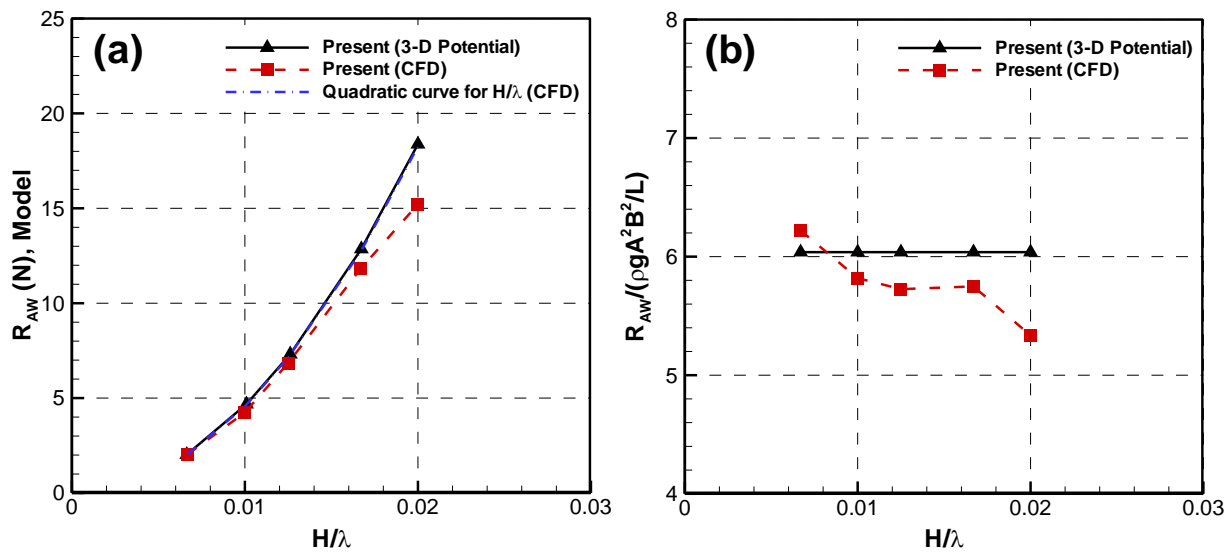 (a)
Present (3-D Potential)
Present (CFD)
Quadratic curve for H/λ (CFD)
R_AW (N), Model
25
20
15
10
5
0
0
0.01
0.02
0.03
H/λ
(b)
Present (3-D Potential)
Present (CFD)
R_AW/(ρgA²B²/L)
8
7
6
5
4
0
0.01
0.02
0.03
H/λ